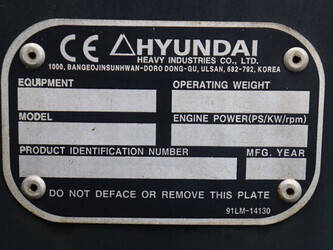 CE HYUNDAI
HEAVY INDUSTRIES CO., LTD.
1000, BANGEOJINSUNHWAN-DORO DONG-GU, ULSAN, 682-792, KOREA
EQUIPMENT OPERATING WEIGHT
MODEL ENGINE POWER(PS/KW/rpm)
PRODUCT IDENTIFICATION NUMBER MFG. YEAR
DO NOT DEFACE OR REMOVE THIS PLATE
91LM-14130